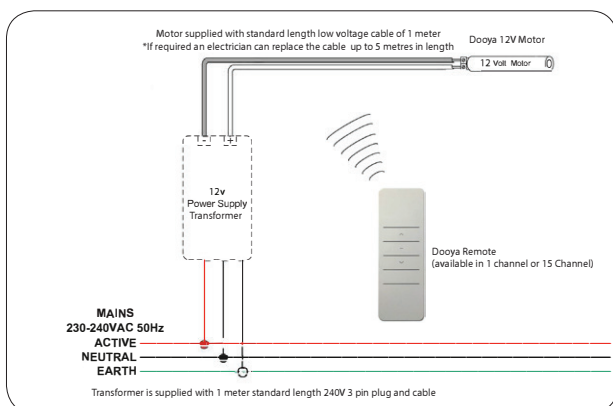 Motor supplied with standard length low voltage cable of 1 meter
*If required an electrician can replace the cable up to 5 metres in length
Dooya 12V Motor
12 Volt Motor
- +
12v
Power Supply
Transformer
Dooya Remote
(available in 1 channel or 15 Channel)
MAINS
230-240VAC 50Hz
ACTIVE
NEUTRAL
EARTH
Transformer is supplied with 1 meter standard length 240V 3 pin plug and cable